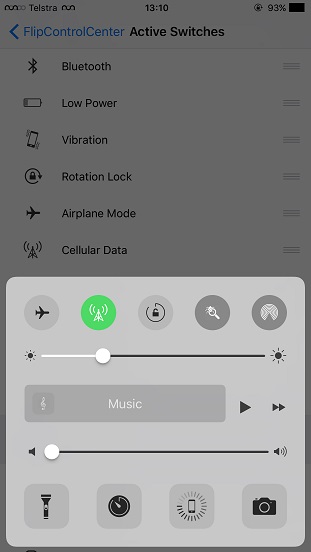 Telstra 13:10 93%
FlipControlCenter Active Switches
Bluetooth
Low Power
Vibration
Rotation Lock
Airplane Mode
Cellular Data
Music